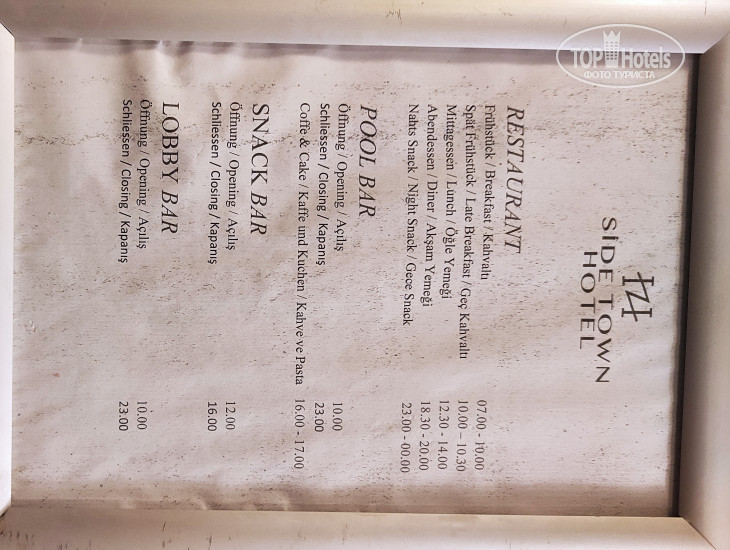 TOPHotels
ФОТО ТУРИСТА
SİDE TOWN
HOTEL
RESTAURANT
Frühstück / Breakfast / Kahvaltı 07.00 - 10.00
Spät Frühstück / Late Breakfast / Geç Kahvaltı 10.00 – 10.30
Mittagessen / Lunch / Öğle Yemeği 12.30 - 14.00
Abendessen / Diner / Akşam Yemeği 18.30 - 20.00
Nahts Snack / Night Snack / Gece Snack 23.00 - 00.00
POOL BAR
Öffnung / Opening / Açılış 10.00
Schliessen / Closing / Kapanış 23.00
Coffe & Cake / Kaffe und Kuchen / Kahve ve Pasta 16.00 - 17.00
SNACK BAR
Öffnung / Opening / Açılış 12.00
Schliessen / Closing / Kapanış 16.00
LOBBY BAR
Öffnung / Opening / Açılış 10.00
Schliessen / Closing / Kapanış 23.00